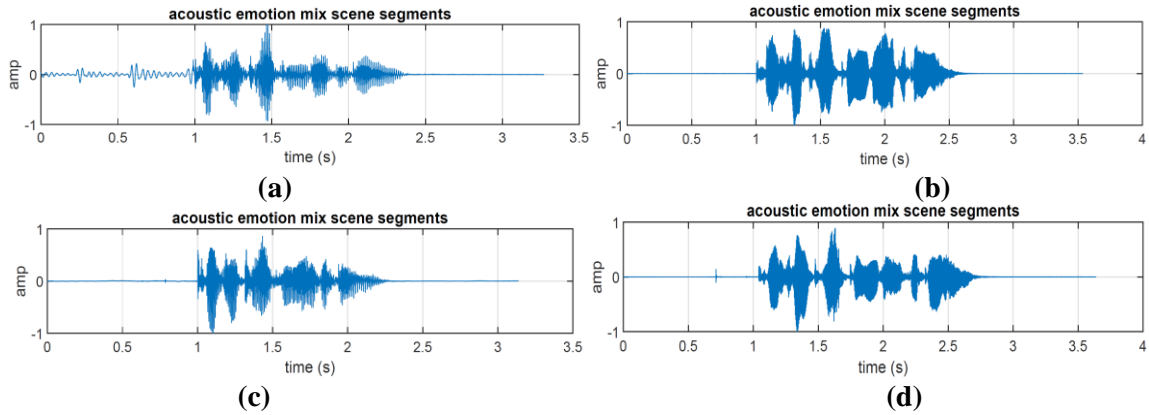 acoustic emotion mix scene segments
1
0
-1
amp
0 0.5 1 1.5 2 2.5 3 3.5
time (s)
(a)
acoustic emotion mix scene segments
1
0
-1
amp
0 0.5 1 1.5 2 2.5 3 3.5 4
time (s)
(b)
acoustic emotion mix scene segments
1
0
-1
amp
0 0.5 1 1.5 2 2.5 3 3.5
time (s)
(c)
acoustic emotion mix scene segments
1
0
-1
amp
0 0.5 1 1.5 2 2.5 3 3.5 4
time (s)
(d)